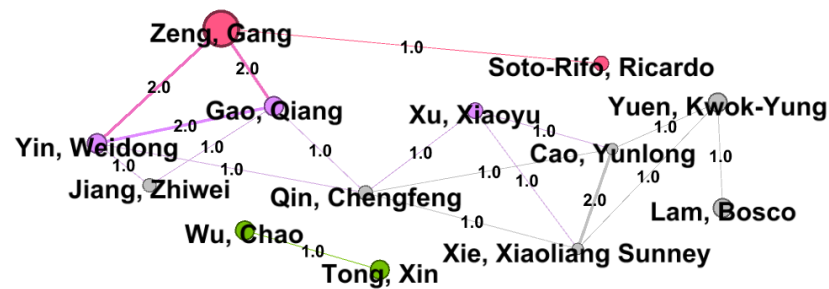 Zeng, Gang
1.0
Soto-Rifo, Ricardo
2.0
2.0
Gao, Qiang
Xu, Xiaoyu
Yuen, Kwok-Yung
2.0
1.0
1.0
Yin, Weidong
1.0
1.0
Cao, Yunlong
1.0
1.0
1.0
1.0
1.0
1.0
Jiang, Zhiwei
Qin, Chengfeng
1.0
2.0
Lam, Bosco
1.0
Wu, Chao
1.0
Xie, Xiaoliang Sunney
Tong, Xin